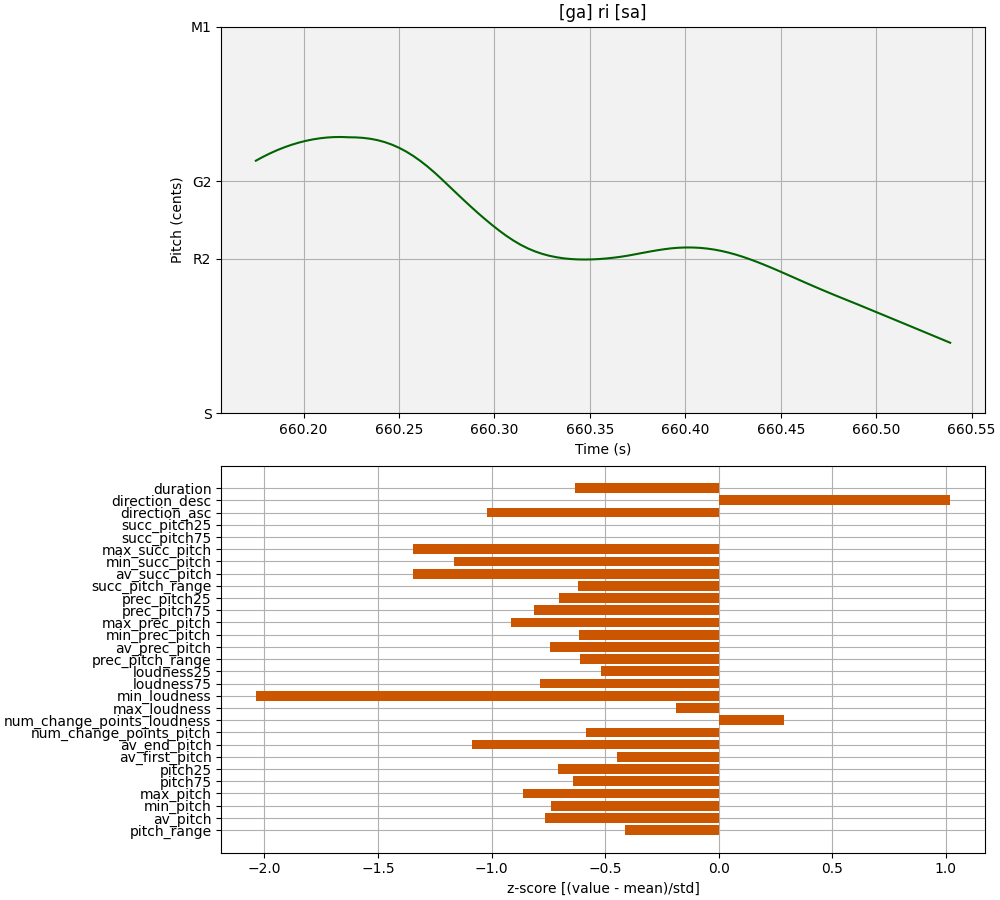 [ga] ri [sa]
M1
G2
R2
S
Pitch (cents)
660.20 660.25 660.30 660.35 660.40 660.45 660.50 660.55
Time (s)
duration
direction_desc
direction_asc
succ_pitch25
succ_pitch75
max_succ_pitch
min_succ_pitch
av_succ_pitch
succ_pitch_range
prec_pitch25
prec_pitch75
max_prec_pitch
min_prec_pitch
av_prec_pitch
prec_pitch_range
loudness25
loudness75
min_loudness
max_loudness
num_change_points_loudness
num_change_points_pitch
av_end_pitch
av_first_pitch
pitch25
pitch75
max_pitch
min_pitch
av_pitch
pitch_range
−2.0 −1.5 −1.0 −0.5 0.0 0.5 1.0
z-score [(value - mean)/std]